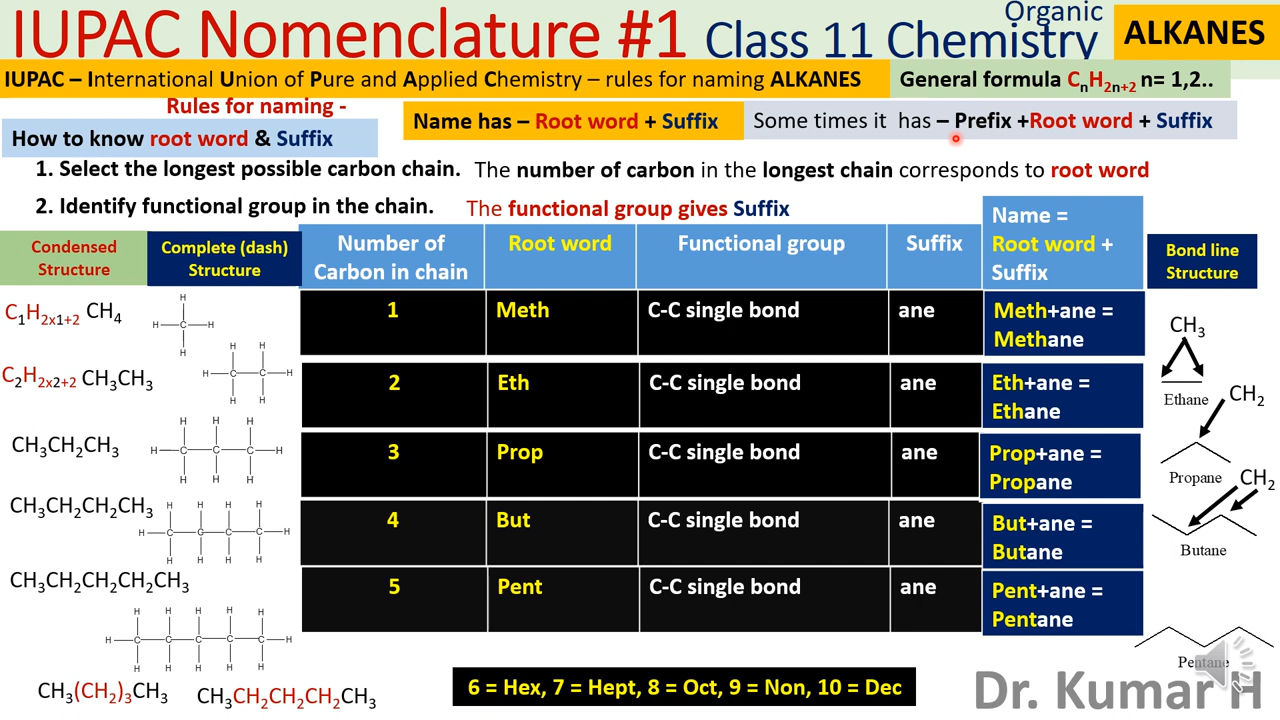 IUPAC Nomenclature #1 Class 11 Organic Chemistry ALKANES
IUPAC – International Union of Pure and Applied Chemistry – rules for naming ALKANES
General formula CnH2n+2 n= 1,2..
Rules for naming -
How to know root word & Suffix
Name has – Root word + Suffix
Some times it has – Prefix +Root word + Suffix
1. Select the longest possible carbon chain. The number of carbon in the longest chain corresponds to root word
2. Identify functional group in the chain. The functional group gives Suffix
Condensed Structure
Complete (dash) Structure
Number of Carbon in chain
Root word
Functional group
Suffix
Name =
Root word +
Suffix
Bond line Structure
C1H2x1+2 CH4
H
H C H
H
1 Meth C-C single bond ane Meth+ane =
Methane
CH3
Ethane
C2H2x2+2 CH3CH3
H H
H C C H
H H
2 Eth C-C single bond ane Eth+ane =
Ethane
CH2
Propane
CH3CH2CH3
H H H
H C C C H
H H H
3 Prop C-C single bond ane Prop+ane =
Propane
CH2
Butane
CH3CH2CH2CH3
H H H H
H C C C C H
H H H H
4 But C-C single bond ane But+ane =
Butane
CH3CH2CH2CH2CH3
H H H H H
H C C C C C H
H H H H H
5 Pent C-C single bond ane Pent+ane =
Pentane
Pentane
CH3(CH2)3CH3 CH3CH2CH2CH2CH3
6 = Hex, 7 = Hept, 8 = Oct, 9 = Non, 10 = Dec
Dr. Kumar H